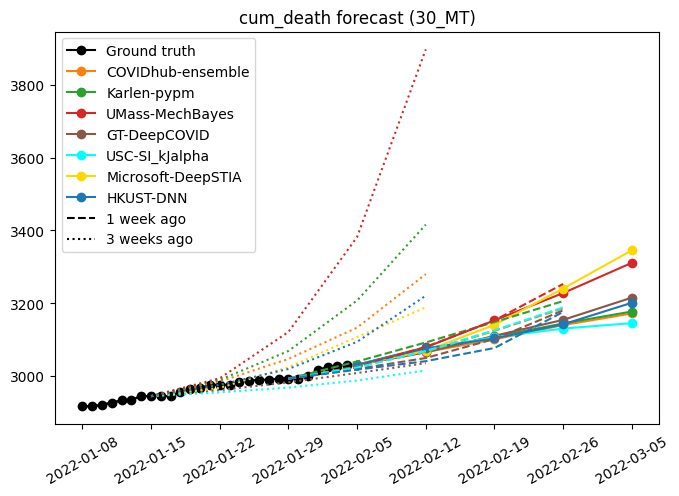 cum_death forecast (30_MT)
Ground truth
COVIDhub-ensemble
Karlen-pypm
UMass-MechBayes
GT-DeepCOVID
USC-SI_kJalpha
Microsoft-DeepSTIA
HKUST-DNN
1 week ago
3 weeks ago
3800
3600
3400
3200
3000
2022-01-08
2022-01-15
2022-01-22
2022-01-29
2022-02-05
2022-02-12
2022-02-19
2022-02-26
2022-03-05